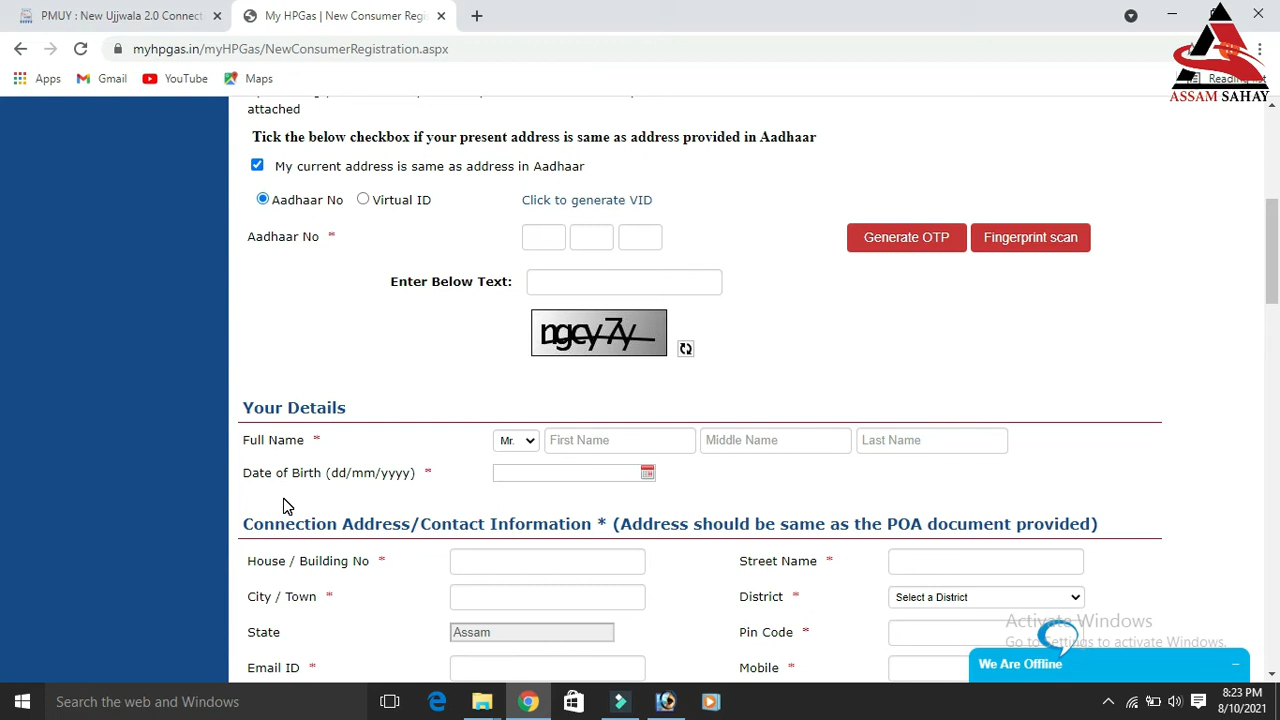 PMUY : New Ujjwala 2.0 Connect
My HPGas | New Consumer Regis
myhpgas.in/myHPGas/NewConsumerRegistration.aspx
Apps
Gmail
YouTube
Maps
Reading list
ASSAM SAHAY
attached
Tick the below checkbox if your present address is same as address provided in Aadhaar
My current address is same as address in Aadhaar
Aadhaar No
Virtual ID
Click to generate VID
Aadhaar No *
Generate OTP
Fingerprint scan
Enter Below Text:
ngcy7y
Your Details
Full Name *
Mr.
First Name
Middle Name
Last Name
Date of Birth (dd/mm/yyyy) *
Connection Address/Contact Information * (Address should be same as the POA document provided)
House / Building No *
Street Name *
City / Town *
District *
Select a District
State
Assam
Pin Code *
Activate Windows
Go to Settings to activate Windows.
Email ID *
Mobile *
We Are Offline
Search the web and Windows
8:23 PM
8/10/2021